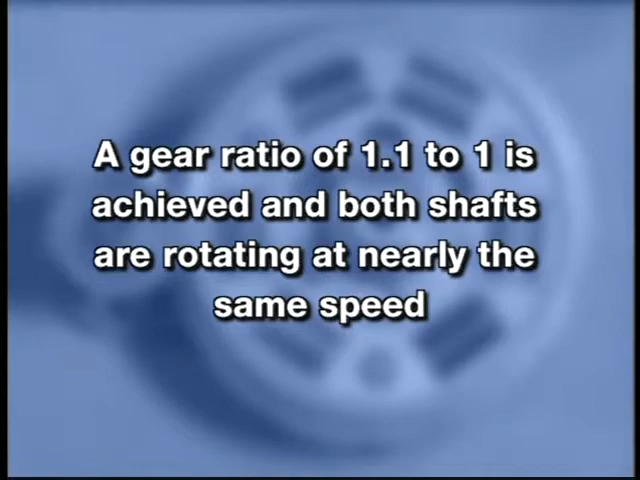 A gear ratio of 1.1 to 1 is
achieved and both shafts
are rotating at nearly the
same speed